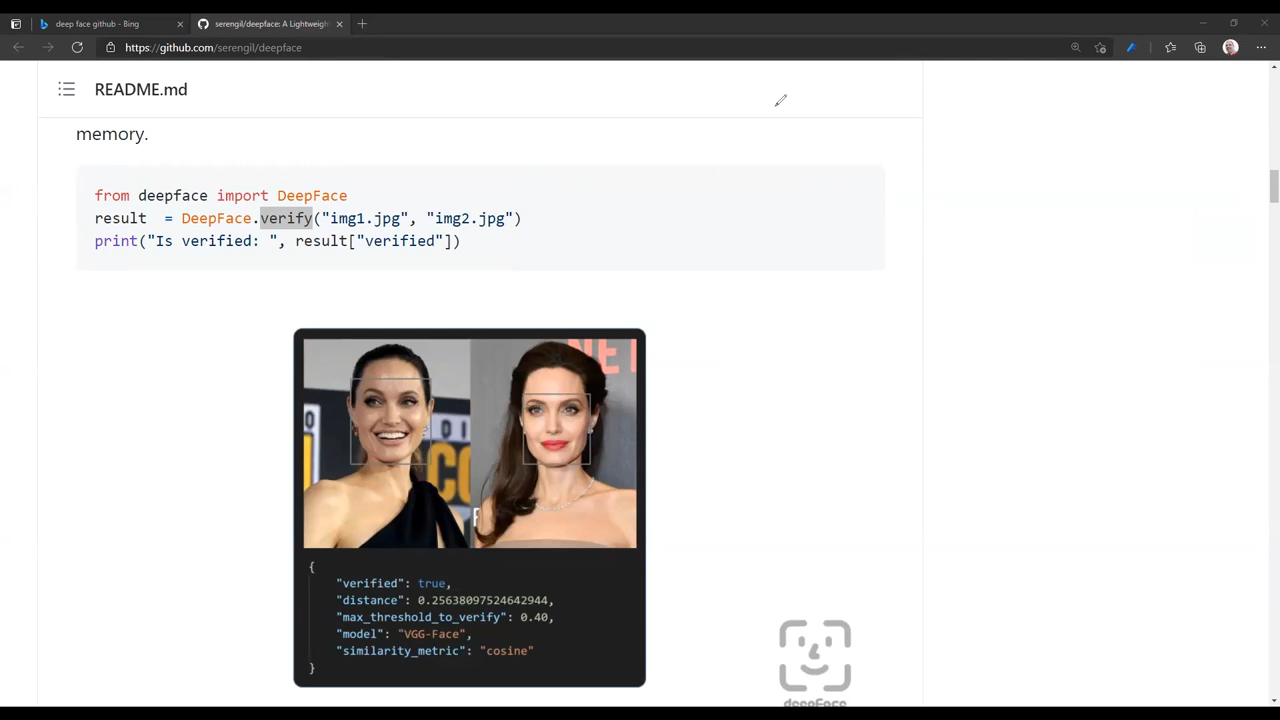 deep face github - Bing
serengil/deepface: A Lightweigh
https://github.com/serengil/deepface
README.md
memory.
from deepface import DeepFace
result = DeepFace.verify("img1.jpg", "img2.jpg")
print("Is verified: ", result["verified"])
NET
{
"verified": true,
"distance": 0.25638097524642944,
"max_threshold_to_verify": 0.40,
"model": "VGG-Face",
"similarity_metric": "cosine"
}
deepFace